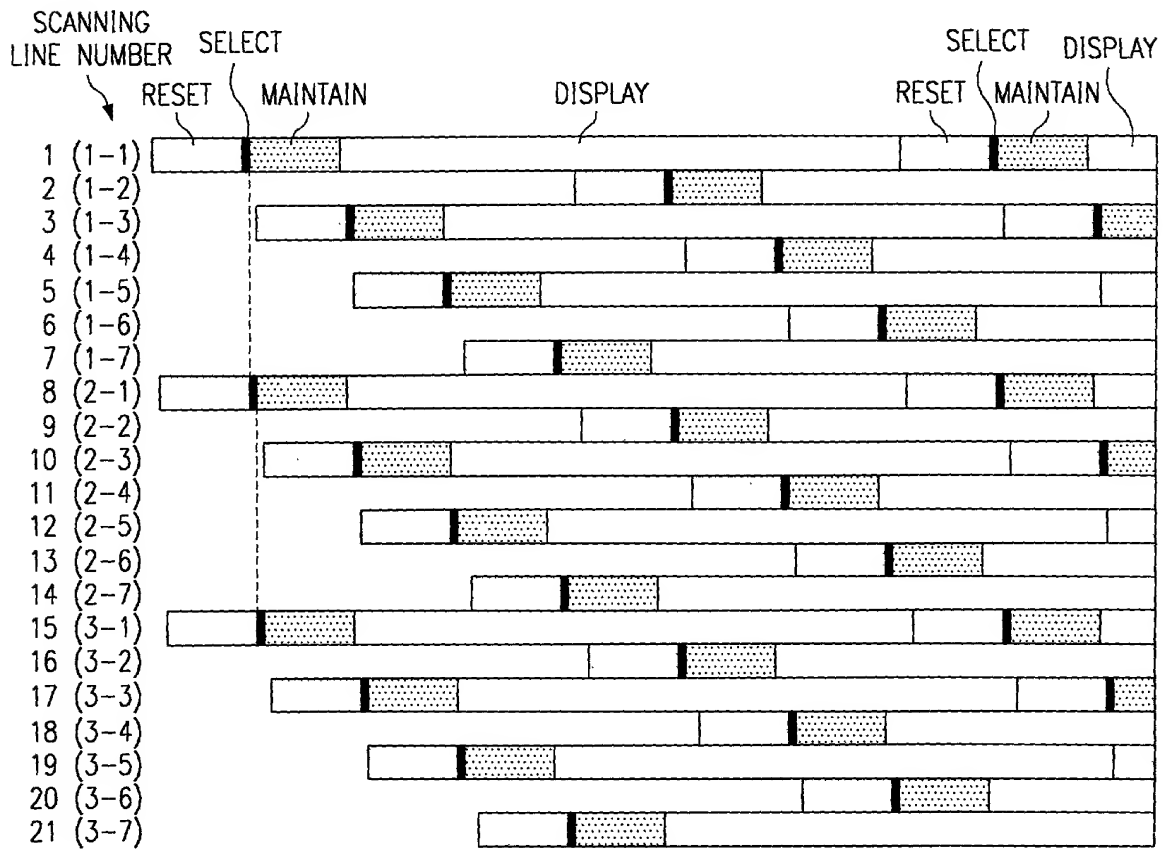 SCANNING
LINE NUMBER
SELECT
SELECT
DISPLAY
RESET
MAINTAIN
DISPLAY
RESET
MAINTAIN
1 (1-1)
2 (1-2)
3 (1-3)
4 (1-4)
5 (1-5)
6 (1-6)
7 (1-7)
8 (2-1)
9 (2-2)
10 (2-3)
11 (2-4)
12 (2-5)
13 (2-6)
14 (2-7)
15 (3-1)
16 (3-2)
17 (3-3)
18 (3-4)
19 (3-5)
20 (3-6)
21 (3-7)